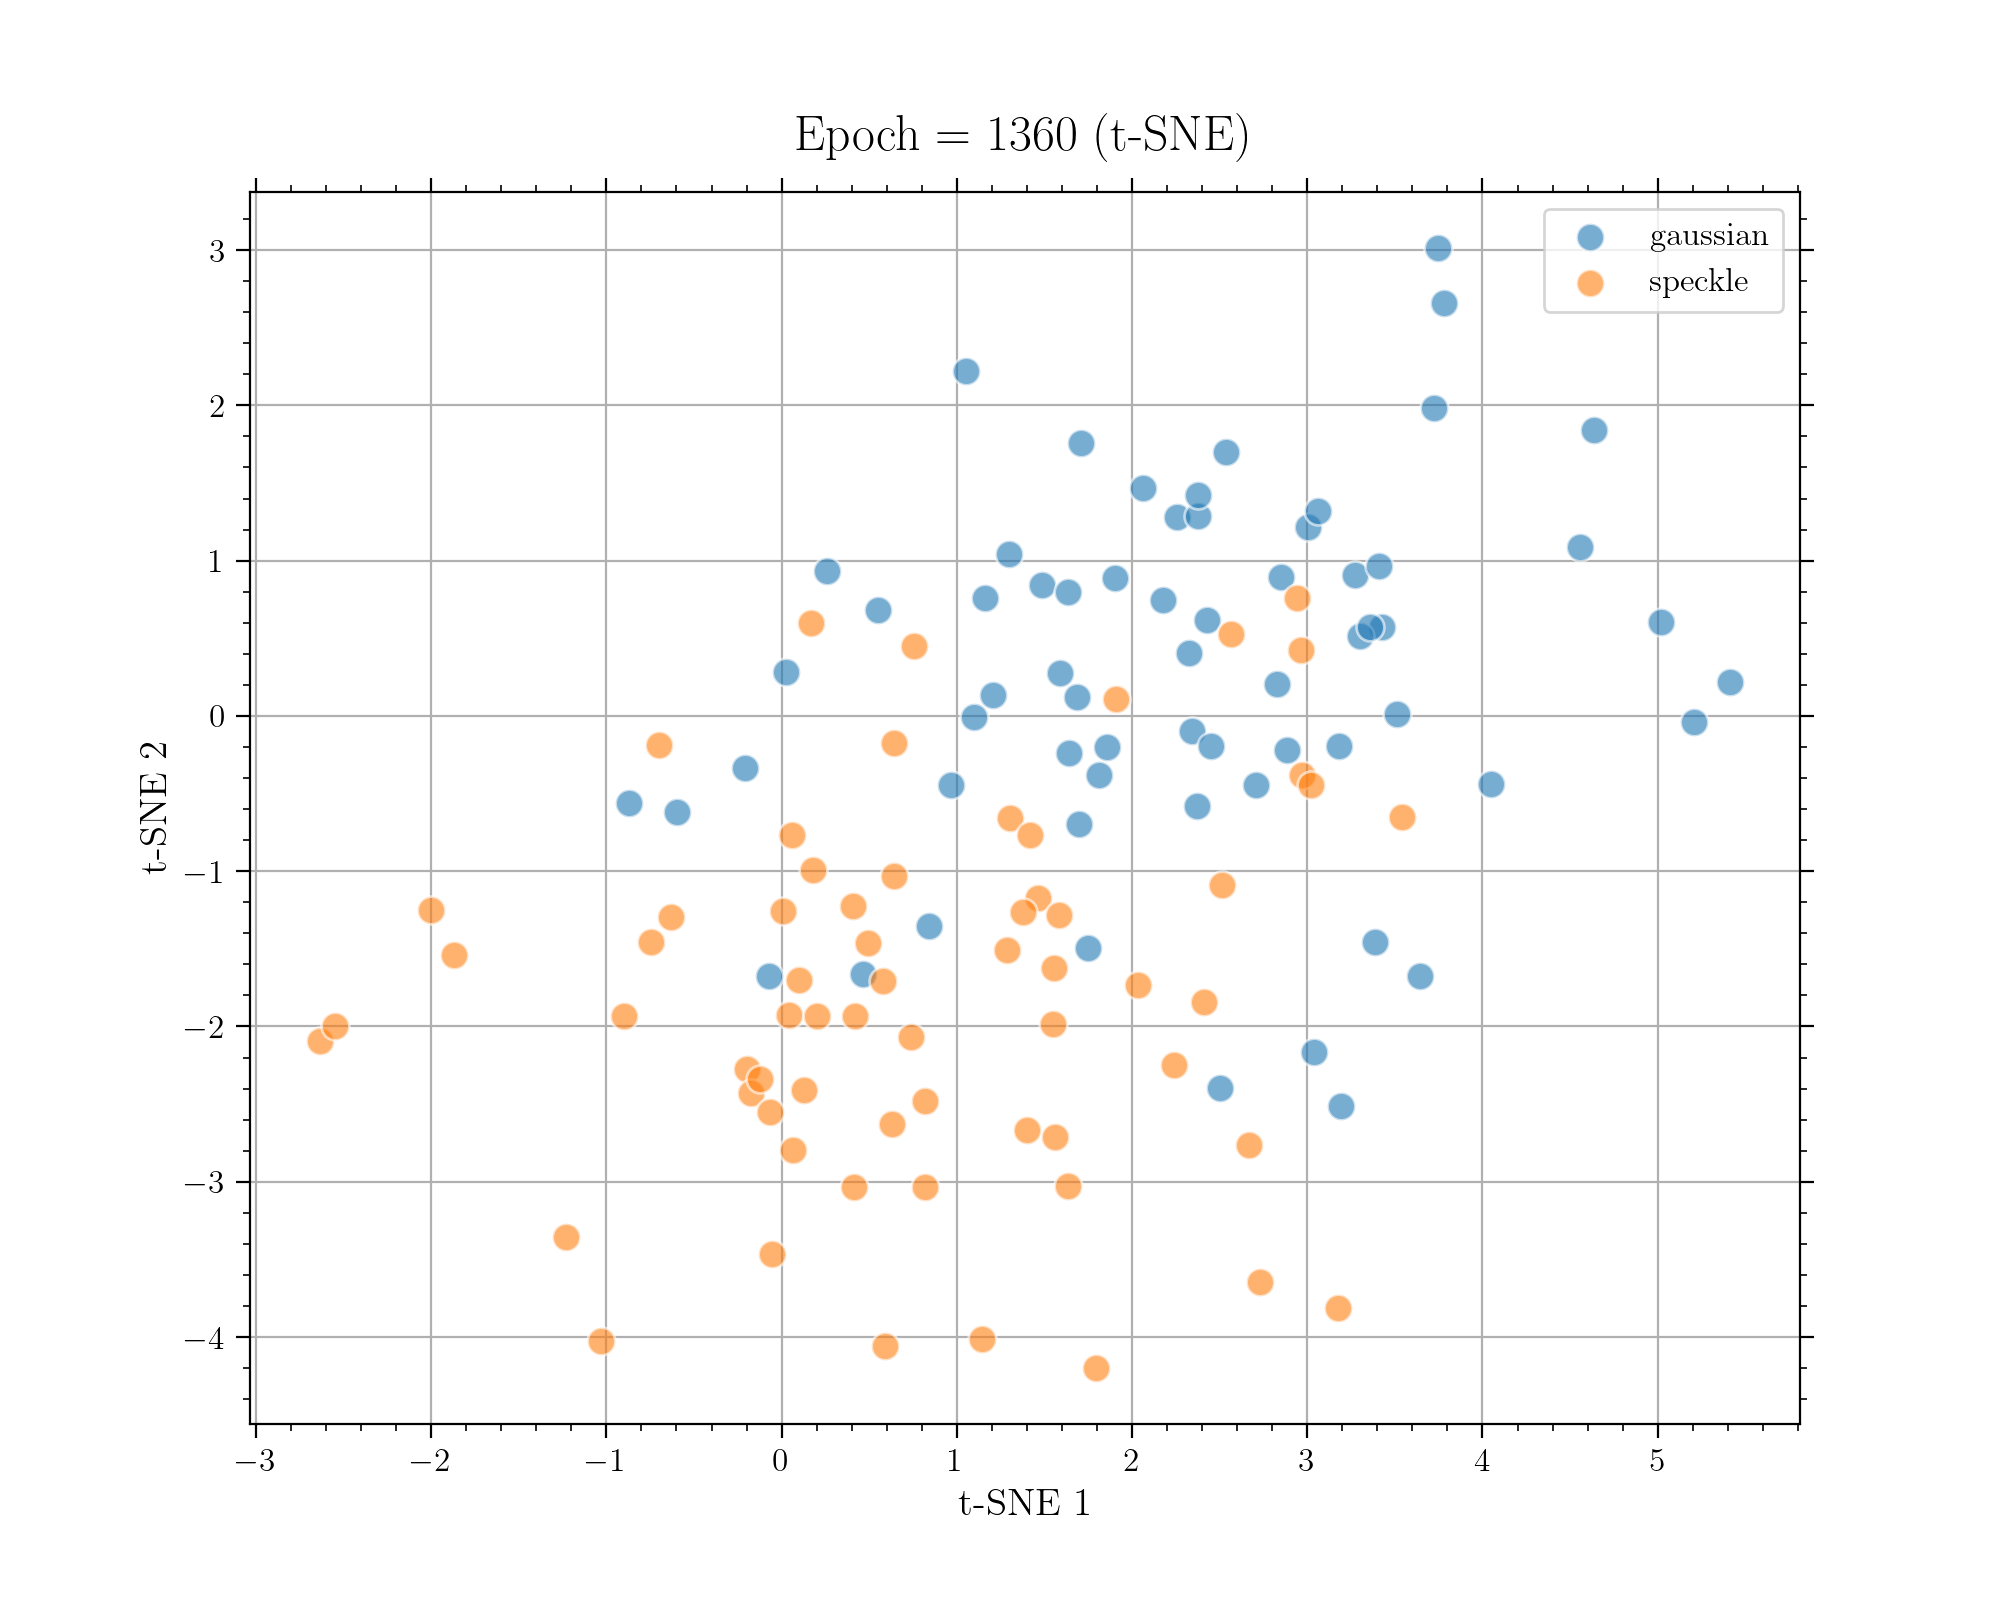 Epoch = 1360 (t-SNE)
gaussian
speckle
3
2
1
0
−1
−2
−3
−4
t-SNE 2
−3 −2 −1 0 1 2 3 4 5
t-SNE 1